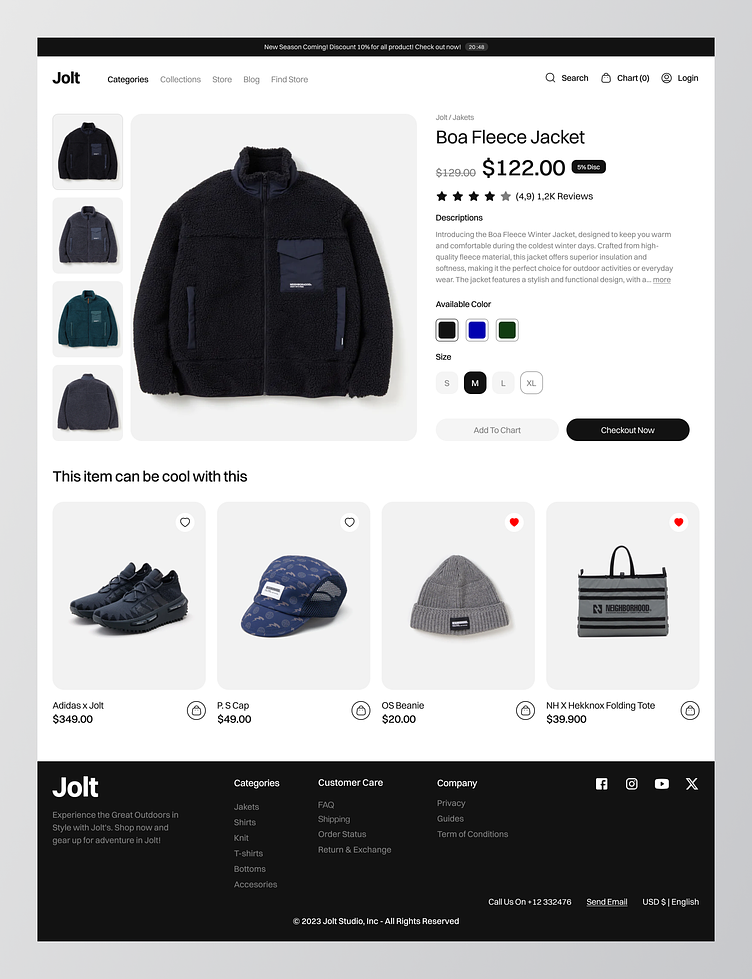 New Season Coming! Discount 10% for all product! Check out now! 20:48
Jolt
Categories Collections Store Blog Find Store
Search Chart (0) Login
Jolt / Jakets
Boa Fleece Jacket
$129.00 $122.00 5% Disc
(4,9) 1,2K Reviews
Descriptions
Introducing the Boa Fleece Winter Jacket, designed to keep you warm
and comfortable during the coldest winter days. Crafted from high-
quality fleece material, this jacket offers superior insulation and
softness, making it the perfect choice for outdoor activities or everyday
wear. The jacket features a stylish and functional design, with a... more
Available Color
Size
S M L XL
Add To Chart Checkout Now
NEIGHBORHOOD
This item can be cool with this
NEIGHBORHOOD
NEIGHBORHOOD
Adidas x Jolt
$349.00
P. S Cap
$49.00
OS Beanie
$20.00
NH X Hekknox Folding Tote
$39.900
Jolt
Experience the Great Outdoors in
Style with Jolt's. Shop now and
gear up for adventure in Jolt!
Categories
Jakets
Shirts
Knit
T-shirts
Bottoms
Accesories
Customer Care
FAQ
Shipping
Order Status
Return & Exchange
Company
Privacy
Guides
Term of Conditions
Call Us On +12 332476 Send Email USD $ | English
© 2023 Jolt Studio, Inc - All Rights Reserved